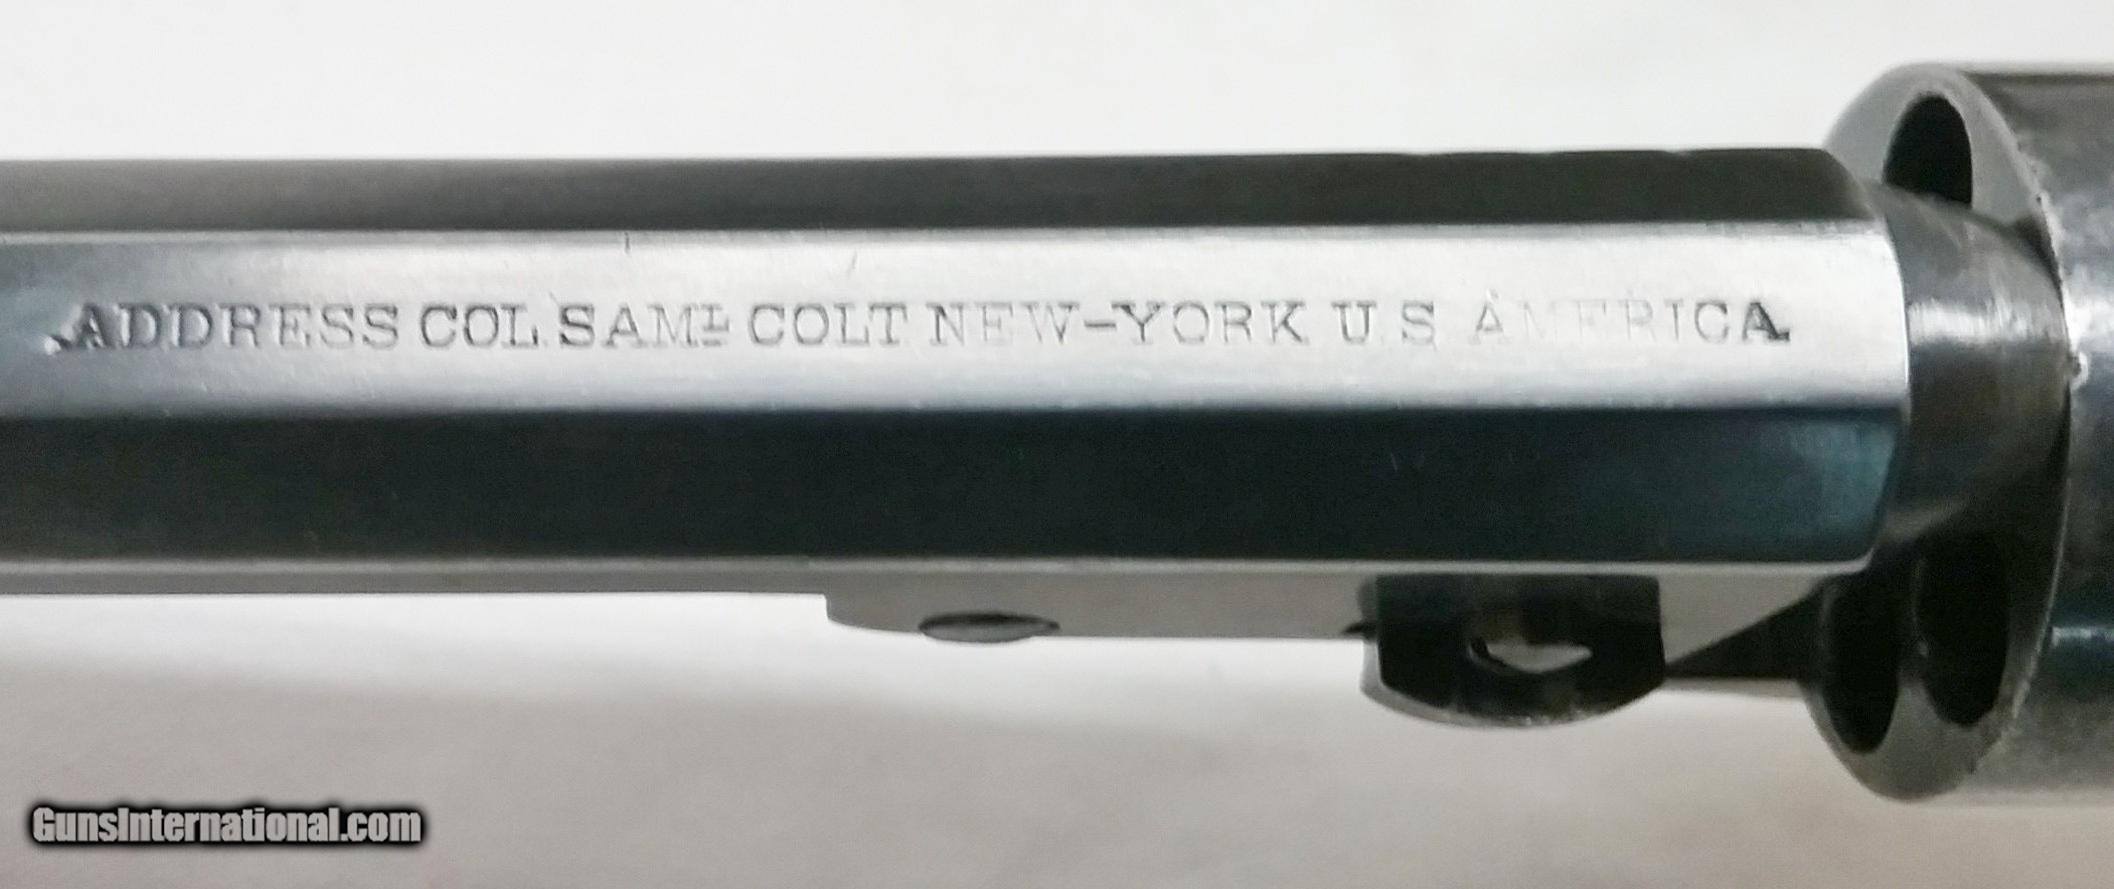 ADDRESS COL. SAML COLT NEW-YORK U.S AMERICA
GunsInternational.com